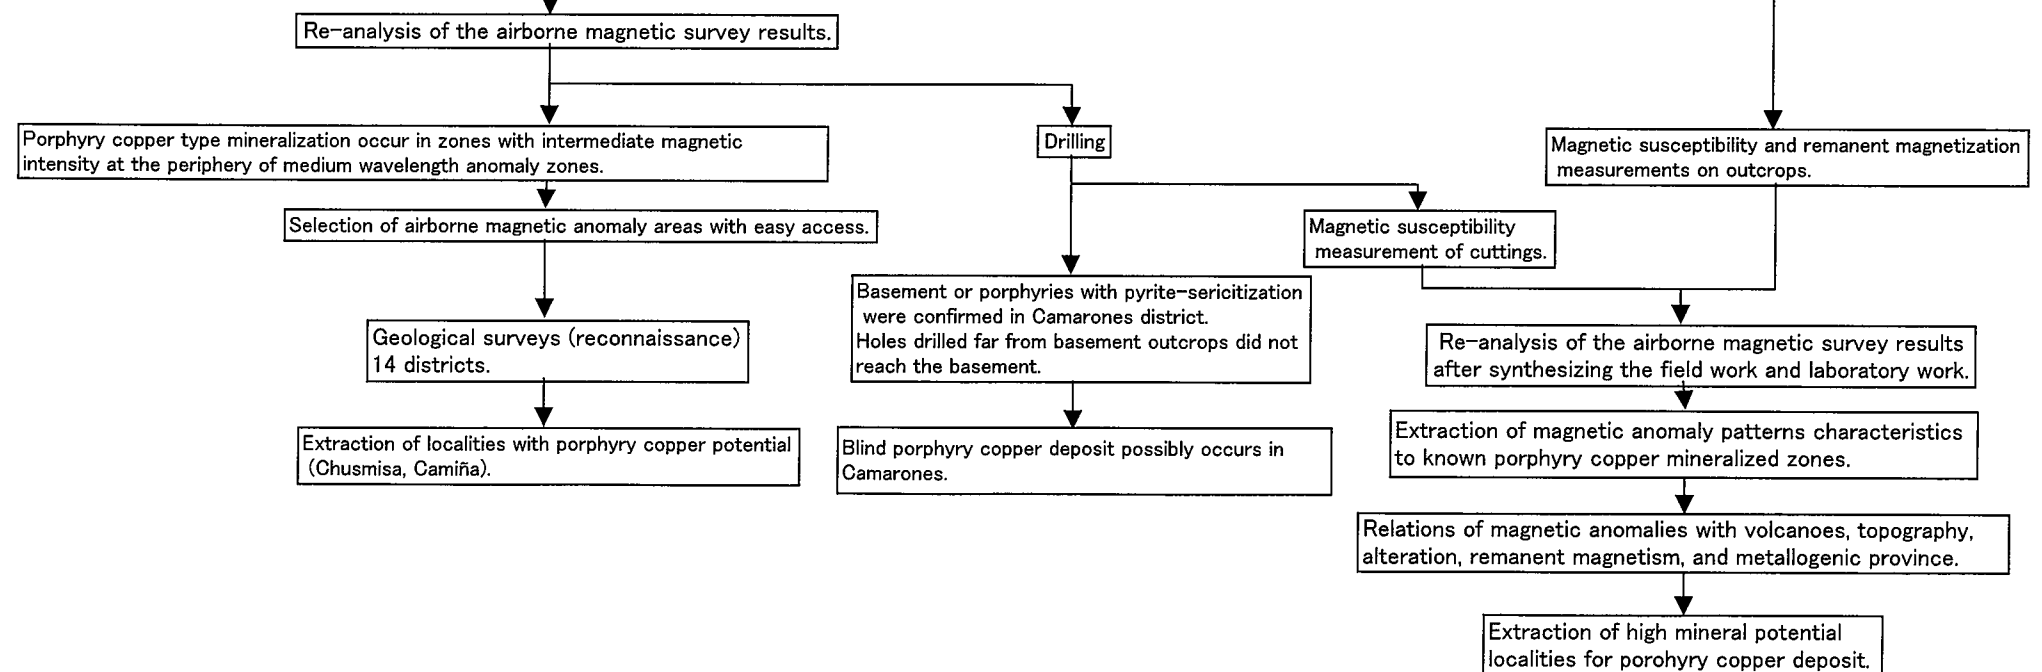 Re-analysis of the airborne magnetic survey results.
Porphyry copper type mineralization occur in zones with intermediate magnetic
intensity at the periphery of medium wavelength anomaly zones.
Drilling
Magnetic susceptibility and remanent magnetization
measurements on outcrops.
Selection of airborne magnetic anomaly areas with easy access.
Magnetic susceptibility
measurement of cuttings.
Basement or porphyries with pyrite-sericitization
were confirmed in Camarones district.
Holes drilled far from basement outcrops did not
reach the basement.
Geological surveys (reconnaissance)
14 districts.
Re-analysis of the airborne magnetic survey results
after synthesizing the field work and laboratory work.
Extraction of localities with porphyry copper potential
(Chusmisa, Camiña).
Blind porphyry copper deposit possibly occurs in
Camarones.
Extraction of magnetic anomaly patterns characteristics
to known porphyry copper mineralized zones.
Relations of magnetic anomalies with volcanoes, topography,
alteration, remanent magnetism, and metallogenic province.
Extraction of high mineral potential
localities for porohyry copper deposit.